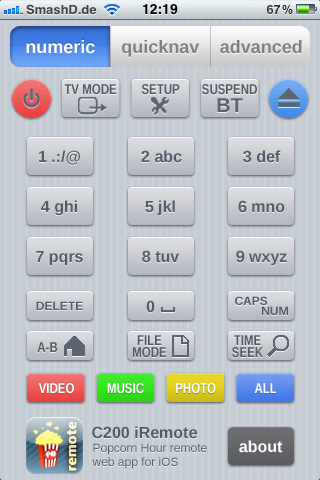 SmashD.de 12:19 67 %
numeric quicknav advanced
TV MODE SETUP SUSPEND
BT
1 .:/@ 2 abc 3 def
4 ghi 5 jkl 6 mno
7 pqrs 8 tuv 9 wxyz
DELETE 0 ⎵ CAPS
NUM
A-B FILE TIME
MODE SEEK
VIDEO MUSIC PHOTO ALL
remote
C200 iRemote
Popcorn Hour remote
web app for iOS
about